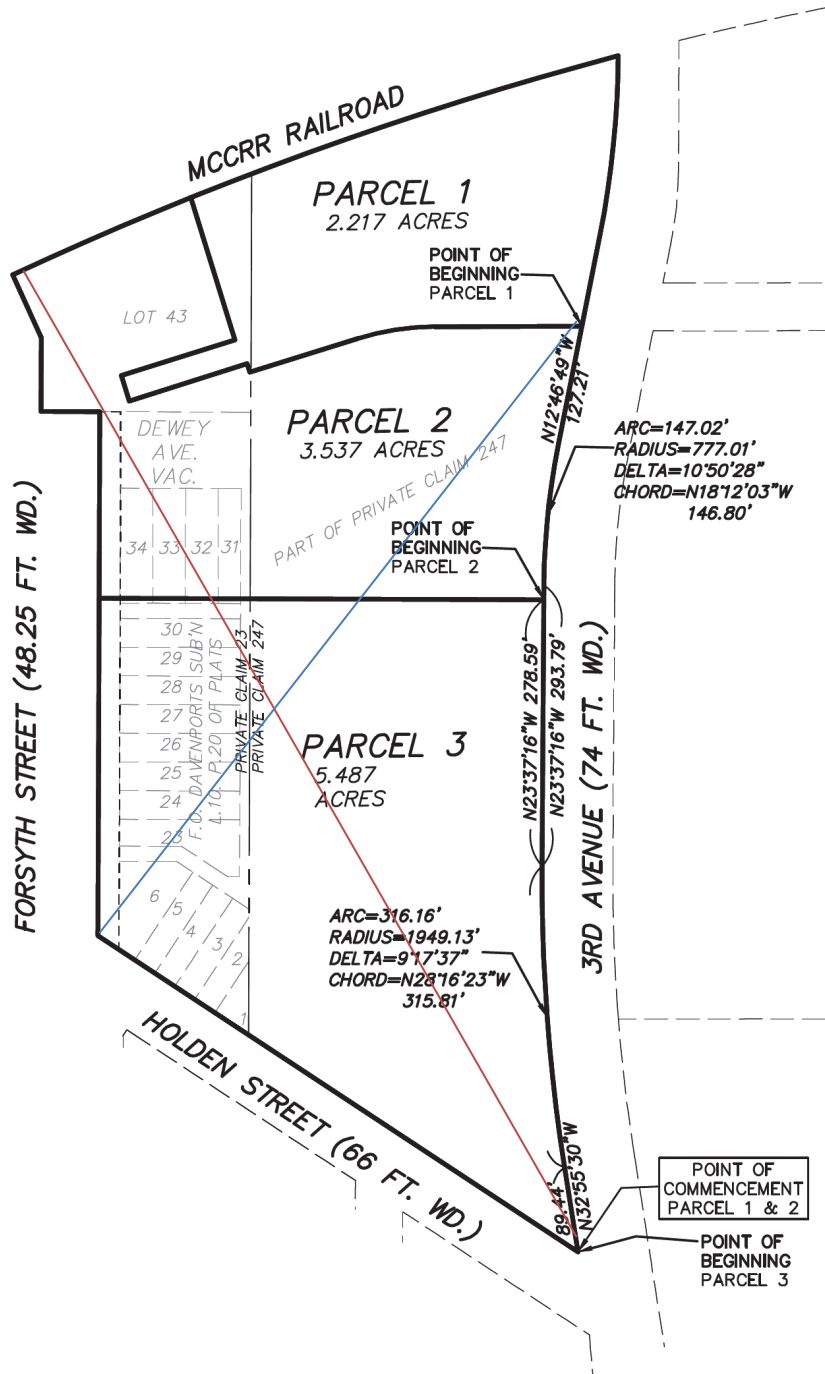 MCCRR RAILROAD
PARCEL 1
2.217 ACRES
POINT OF
BEGINNING
PARCEL 1
LOT 43
N12°46'49"W
127.21'
PARCEL 2
3.537 ACRES
DEWEY
AVE.
VAC.
ARC=147.02'
RADIUS=777.01'
DELTA=10°50'28"
CHORD=N18°12'03"W
146.80'
PART OF PRIVATE CLAIM 247
34 33 32 31
POINT OF
BEGINNING
PARCEL 2
FORSYTH STREET (48.25 FT. WD.)
30
29
28
27
26
25
24
23
F.O. DAVENPORTS SUB'N
L.10. P.20 OF PLATS
PRIVATE CLAIM 23
PRIVATE CLAIM 247
PARCEL 3
5.487
ACRES
N23°37'16"W 278.59'
N23°37'16"W 293.79'
3RD AVENUE (74 FT. WD.)
6
5
4
3
2
1
ARC=316.16'
RADIUS=1949.13'
DELTA=9°17'37"
CHORD=N28°16'23"W
315.81'
HOLDEN STREET (66 FT. WD.)
89.44'
N32°55'30"W
POINT OF
COMMENCEMENT
PARCEL 1 & 2
POINT OF
BEGINNING
PARCEL 3